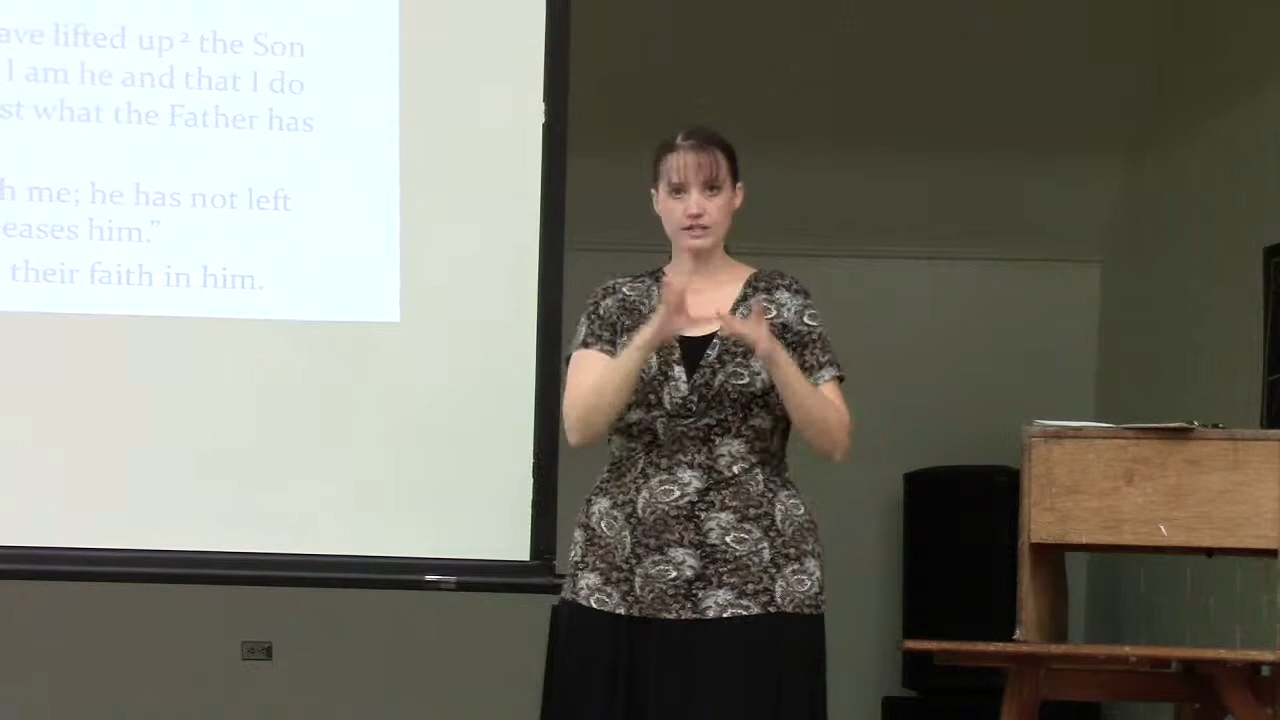 ave lifted up² the Son
I am he and that I do
st what the Father has
h me; he has not left
eases him."
their faith in him.